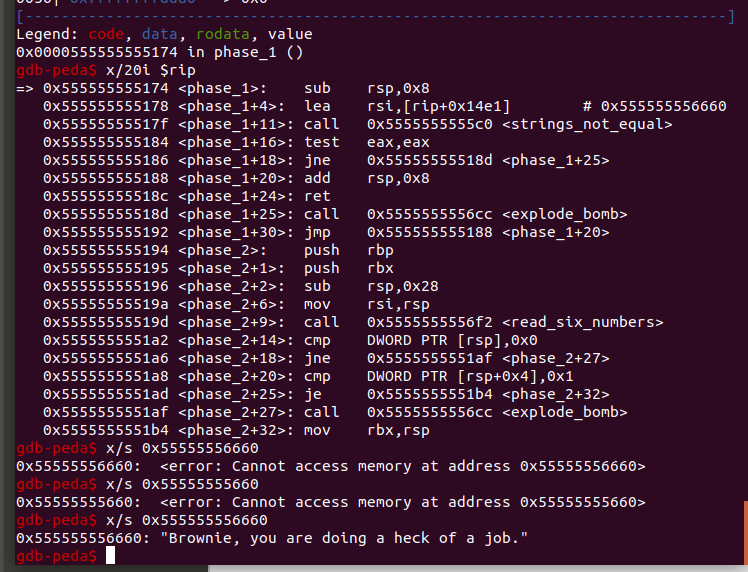 [-----------------------------------------------------------------------------]
Legend: code, data, rodata, value
0x0000555555555174 in phase_1 ()
gdb-peda$ x/20i $rip
=> 0x555555555174 <phase_1>: sub rsp,0x8
0x555555555178 <phase_1+4>: lea rsi,[rip+0x14e1] # 0x555555556660
0x55555555517f <phase_1+11>: call 0x5555555555c0 <strings_not_equal>
0x555555555184 <phase_1+16>: test eax,eax
0x555555555186 <phase_1+18>: jne 0x55555555518d <phase_1+25>
0x555555555188 <phase_1+20>: add rsp,0x8
0x55555555518c <phase_1+24>: ret
0x55555555518d <phase_1+25>: call 0x5555555556cc <explode_bomb>
0x555555555192 <phase_1+30>: jmp 0x555555555188 <phase_1+20>
0x555555555194 <phase_2>: push rbp
0x555555555195 <phase_2+1>: push rbx
0x555555555196 <phase_2+2>: sub rsp,0x28
0x55555555519a <phase_2+6>: mov rsi,rsp
0x55555555519d <phase_2+9>: call 0x5555555556f2 <read_six_numbers>
0x5555555551a2 <phase_2+14>: cmp DWORD PTR [rsp],0x0
0x5555555551a6 <phase_2+18>: jne 0x5555555551af <phase_2+27>
0x5555555551a8 <phase_2+20>: cmp DWORD PTR [rsp+0x4],0x1
0x5555555551ad <phase_2+25>: je 0x5555555551b4 <phase_2+32>
0x5555555551af <phase_2+27>: call 0x5555555556cc <explode_bomb>
0x5555555551b4 <phase_2+32>: mov rbx,rsp
gdb-peda$ x/s 0x55555556660
0x55555556660: <error: Cannot access memory at address 0x55555556660>
gdb-peda$ x/s 0x55555555660
0x55555555660: <error: Cannot access memory at address 0x55555555660>
gdb-peda$ x/s 0x555555556660
0x555555556660: "Brownie, you are doing a heck of a job."
gdb-peda$